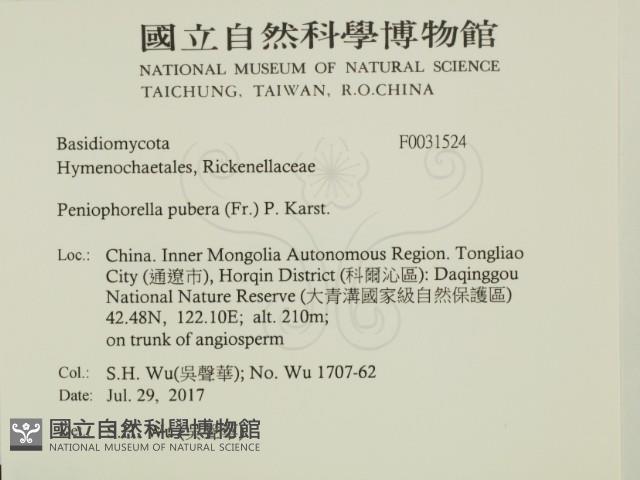 國立自然科學博物館
NATIONAL MUSEUM OF NATURAL SCIENCE
TAICHUNG, TAIWAN, R.O.CHINA
Basidiomycota F0031524
Hymenochaetales, Rickenellaceae
Peniophorella pubera (Fr.) P. Karst.
Loc.: China. Inner Mongolia Autonomous Region. Tongliao
City (通遼市), Horqin District (科爾沁區): Daqinggou
National Nature Reserve (大青溝國家級自然保護區)
42.48N, 122.10E; alt. 210m;
on trunk of angiosperm
Col.: S.H. Wu(吳聲華); No. Wu 1707-62
Date: Jul. 29, 2017
國立自然科學博物館
NATIONAL MUSEUM OF NATURAL SCIENCE